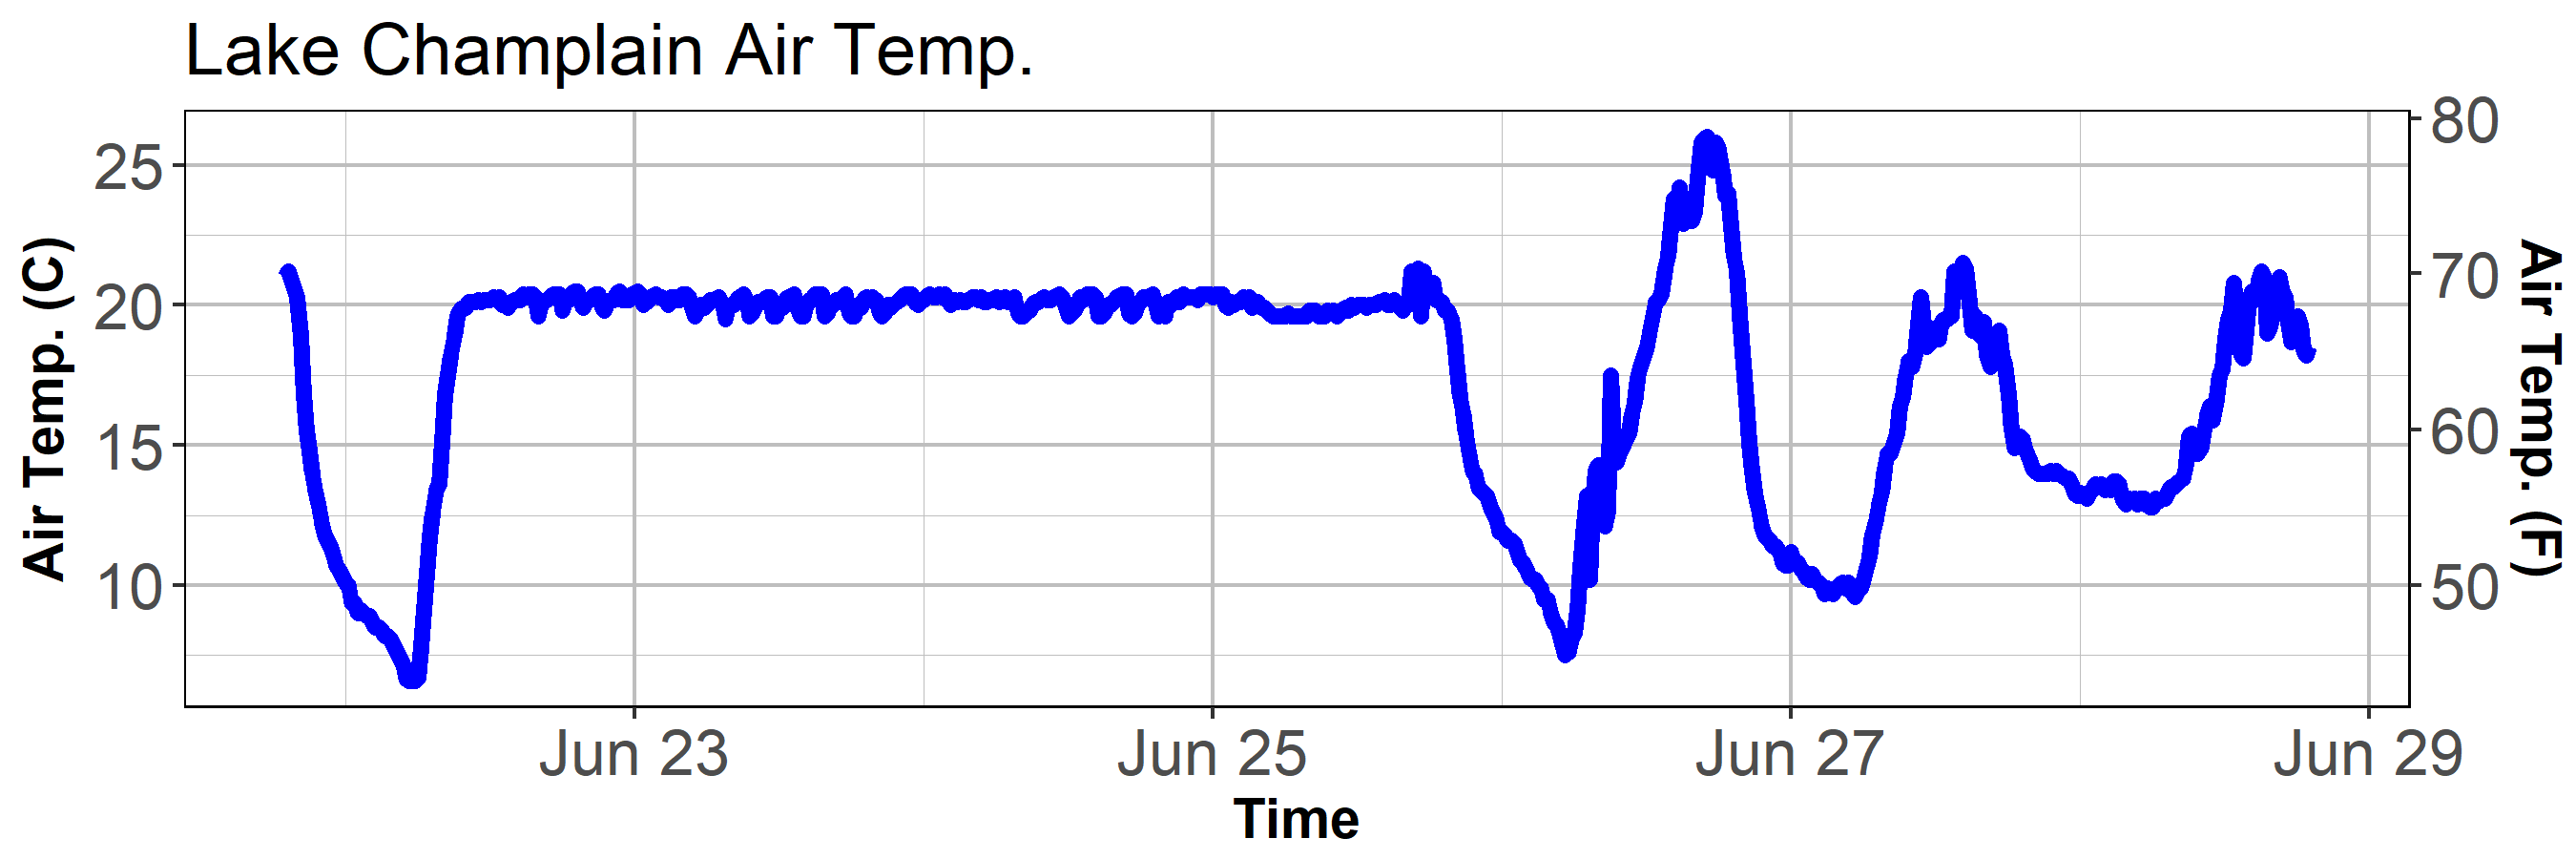 Lake Champlain Air Temp.
Air Temp. (C)
25
20
15
10
80
70
60
50
Air Temp. (F)
Jun 23 Jun 25 Jun 27 Jun 29
Time